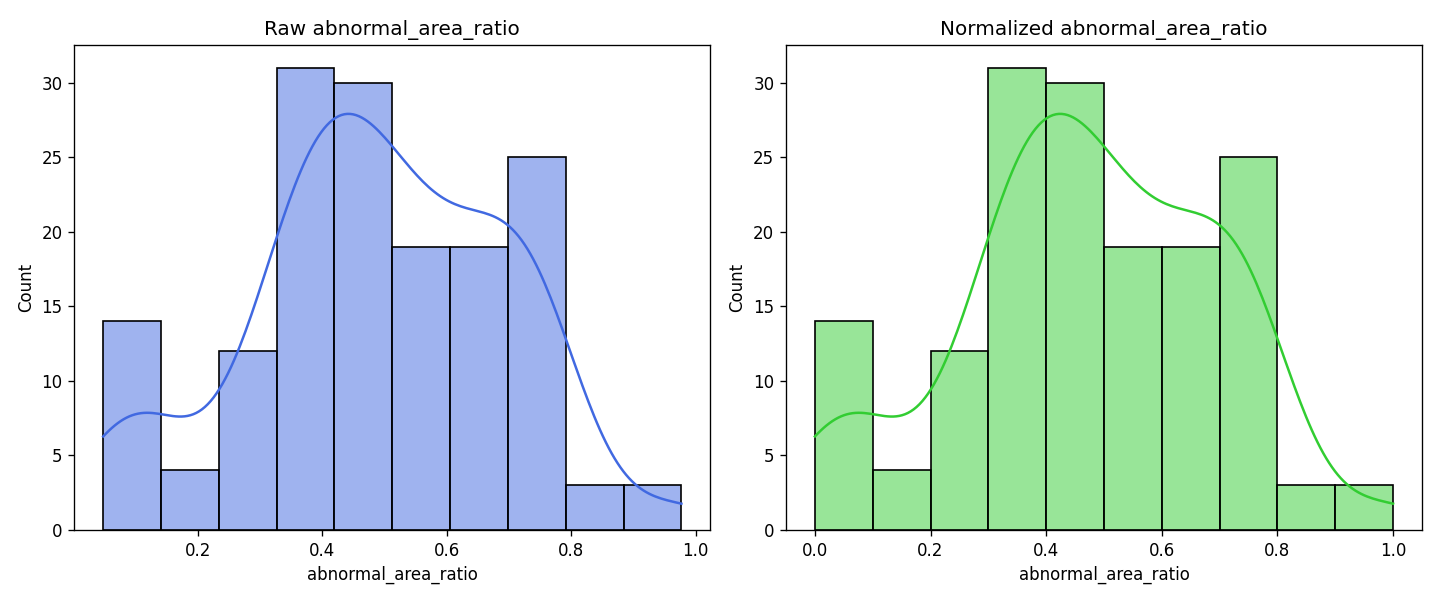 Raw abnormal_area_ratio
Count
30
25
20
15
10
5
0
0.2 0.4 0.6 0.8 1.0
abnormal_area_ratio
Normalized abnormal_area_ratio
Count
30
25
20
15
10
5
0
0.0 0.2 0.4 0.6 0.8 1.0
abnormal_area_ratio